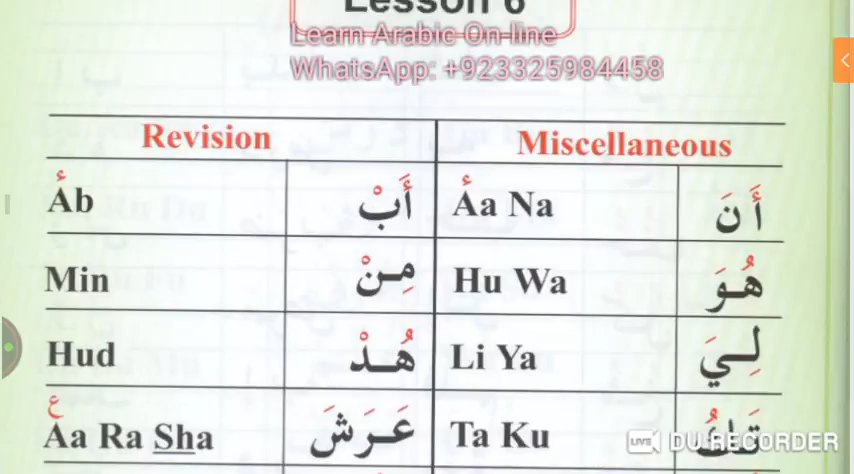 Lesson 6
Learn Arabic On-line
WhatsApp: +923325984458
Revision Miscellaneous
Ab أَبْ Aa Na أَنَ
Min مِنْ Hu Wa هُوَ
Hud هُدْ Li Ya لِيَ
Aa Ra Sha عَرَشَ Ta Ku تَكُ
LIVE DU RECORDER